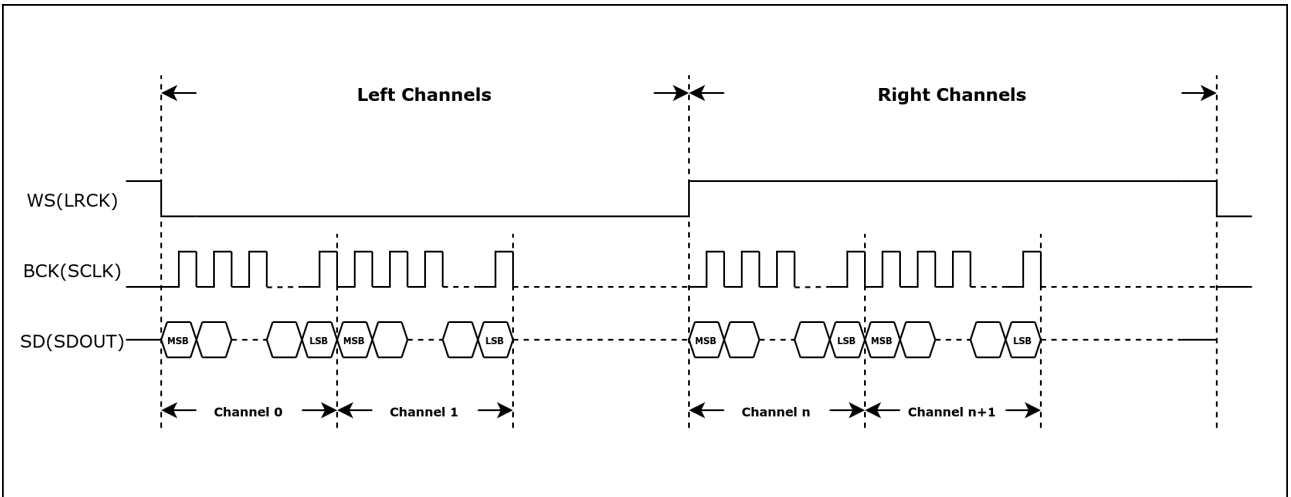 Left Channels
Right Channels
WS(LRCK)
BCK(SCLK)
SD(SDOUT)
MSB
LSB
MSB
LSB
MSB
LSB
MSB
LSB
Channel 0
Channel 1
Channel n
Channel n+1